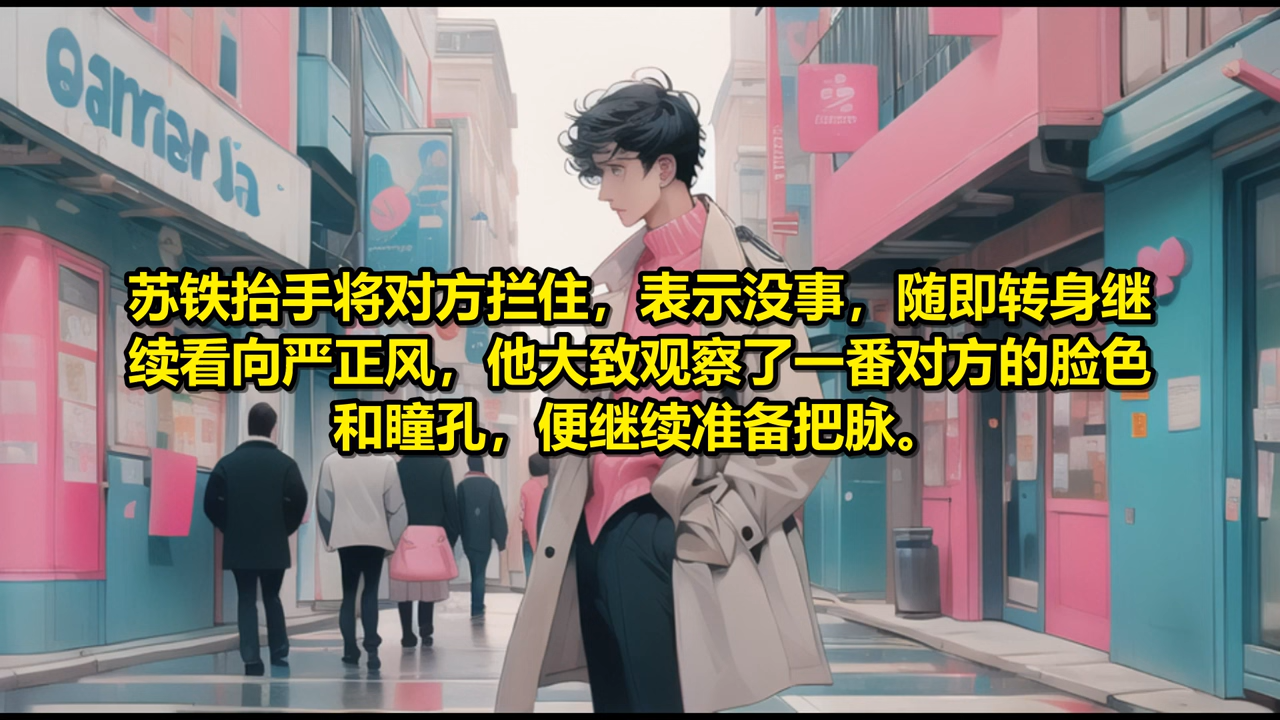 苏铁抬手将对方拦住，表示没事，随即转身继
续看向严正风，他大致观察了一番对方的脸色
和瞳孔，便继续准备把脉。